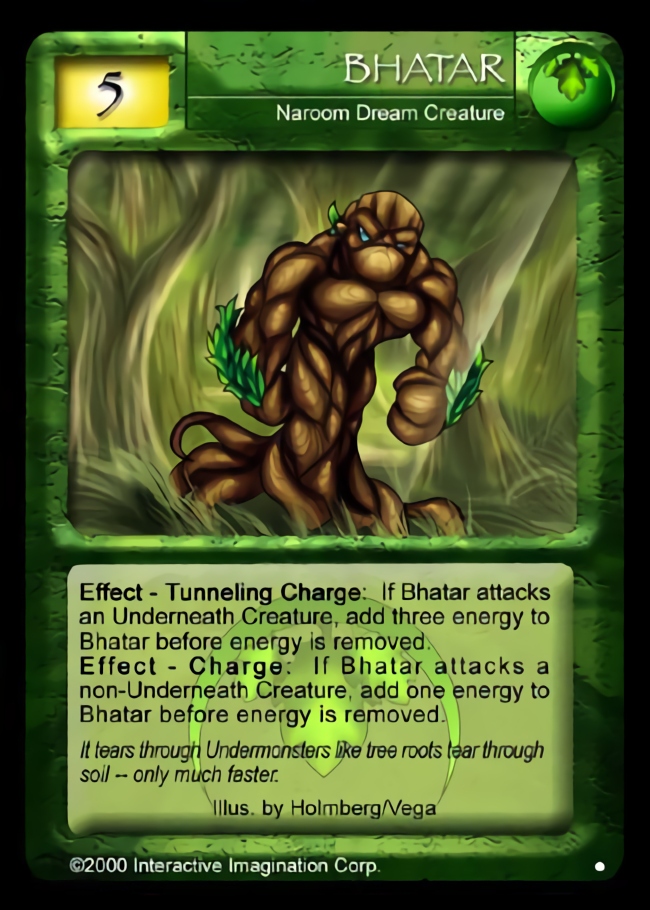 5
BHATAR
Naroom Dream Creature
Effect - Tunneling Charge: If Bhatar attacks
an Underneath Creature, add three energy to
Bhatar before energy is removed.
Effect - Charge: If Bhatar attacks a
non-Underneath Creature, add one energy to
Bhatar before energy is removed.
It tears through Undermonsters like tree roots tear through
soil -- only much faster.
Illus. by Holmberg/Vega
©2000 Interactive Imagination Corp.